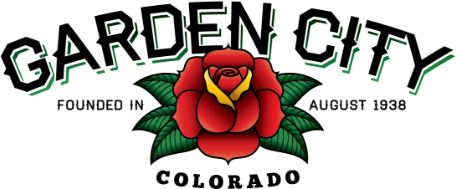 GARDEN CITY
FOUNDED IN AUGUST 1938
COLORADO